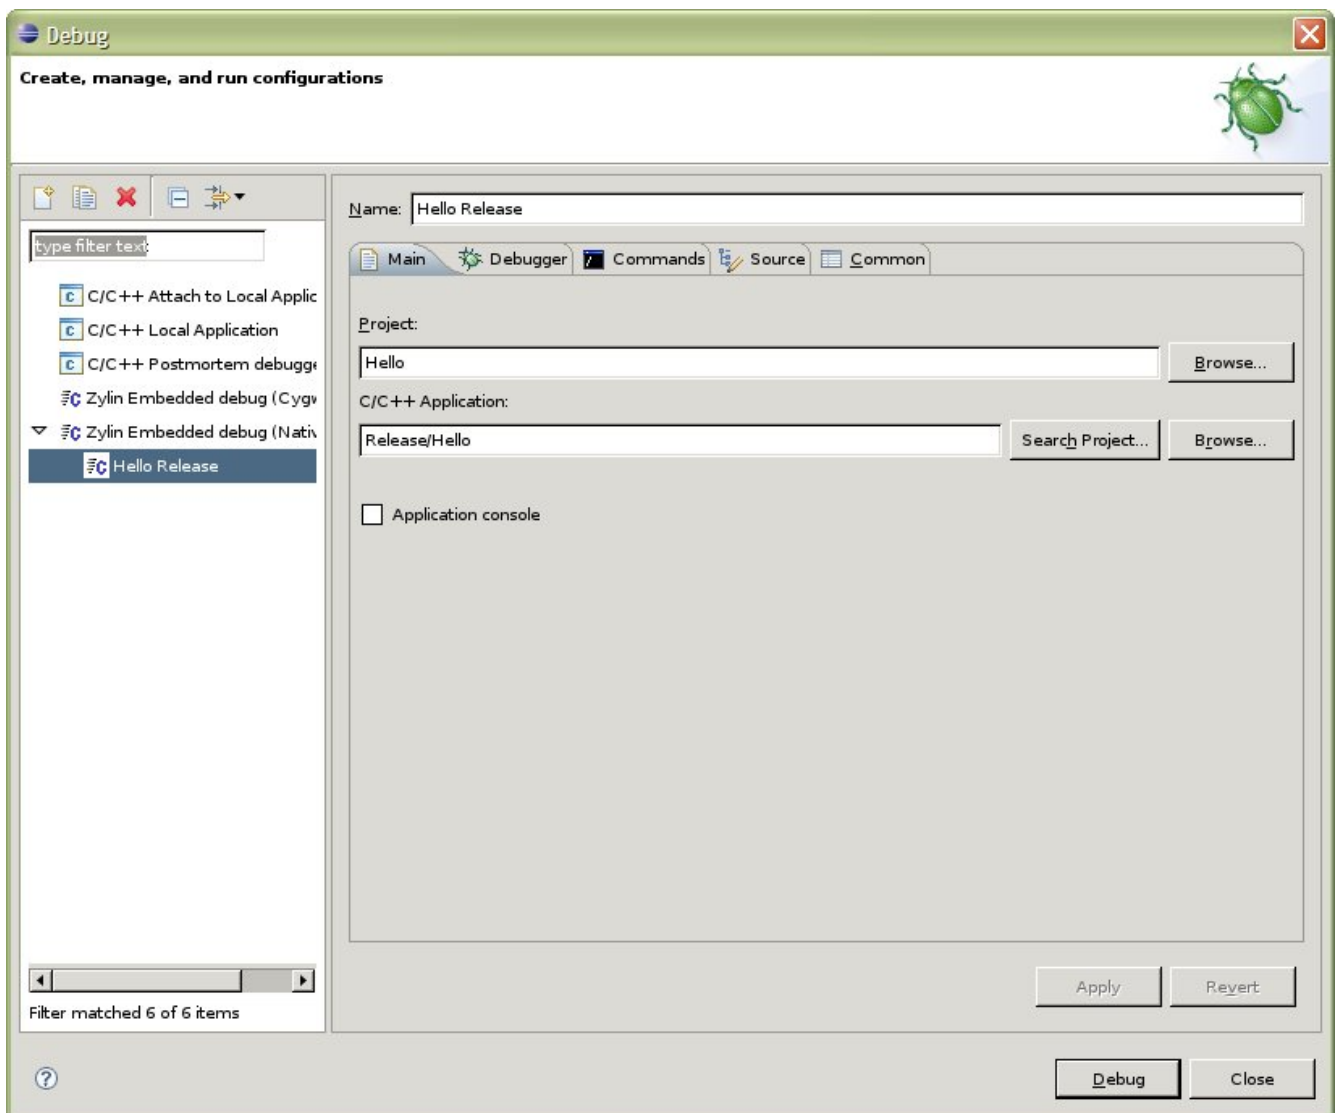 Debug
Create, manage, and run configurations
Name: Hello Release
type filter text
Main Debugger Commands Source Common
C/C++ Attach to Local Applic
C/C++ Local Application
C/C++ Postmortem debugge
Zylin Embedded debug (Cygw
Zylin Embedded debug (Nativ
Hello Release
Project:
Hello Browse...
C/C++ Application:
Release/Hello Search Project... Browse...
Application console
Apply Revert
Filter matched 6 of 6 items
Debug Close